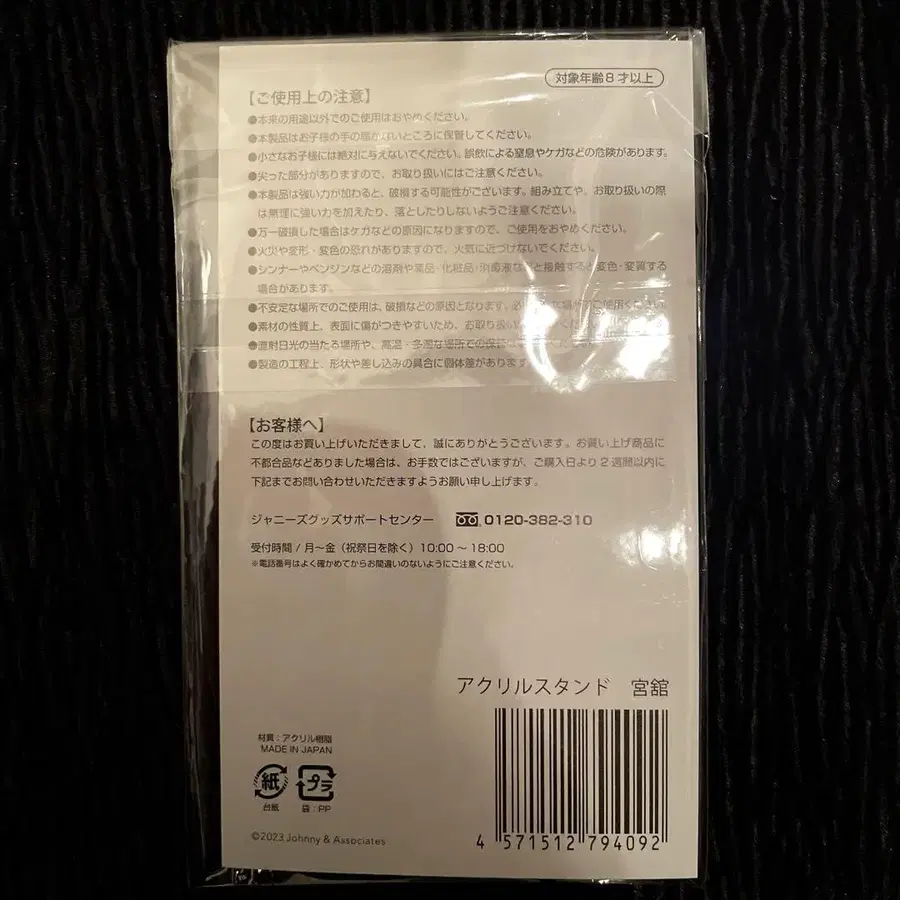 対象年齢8才以上
【ご使用上の注意】
●本来の用途以外でのご使用はおやめください。
●本製品はお子様の手の届かないところに保管してください。
●小さなお子様には絶対に与えないでください。誤飲による窒息やケガなどの危険があります。
●尖った部分がありますので、お取り扱いにはご注意ください。
●本製品は強い力が加わると、破損する可能性がございます。組み立てや、お取り扱いの際
は無理に強い力を加えたり、落としたりしないようご注意ください。
●万一破損した場合はケガなどの原因になりますので、ご使用をおやめください。
●火災や変形・変色の恐れがありますので、火気に近づけないでください。
●シンナーやベンジンなどの溶剤や薬品・化粧品・消毒液などと接触すると変色・変質する
場合があります。
●不安定な場所でのご使用は、破損などの原因となります。
●素材の性質上、表面に傷がつきやすいため、お取り扱い
●直射日光の当たる場所や、高温・多湿な場所での保管
●製造の工程上、形状や差し込みの具合に個体差があります
【お客様へ】
この度はお買い上げいただきまして、誠にありがとうございます。お買い上げ商品に
不都合品などありました場合は、お手数ではございますが、ご購入日より2週間以内に
下記までお問い合わせいただきますようお願い申し上げます。
ジャニーズグッズサポートセンター 0120-382-310
受付時間 / 月〜金(祝祭日を除く)10:00〜18:00
※電話番号はよく確かめてからお間違いのないようにご注意ください。
アクリルスタンド 宮舘
材質:アクリル樹脂
MADE IN JAPAN
紙 プラ
台紙 袋:PP
©2023 Johnny & Associates
4 571512 794092